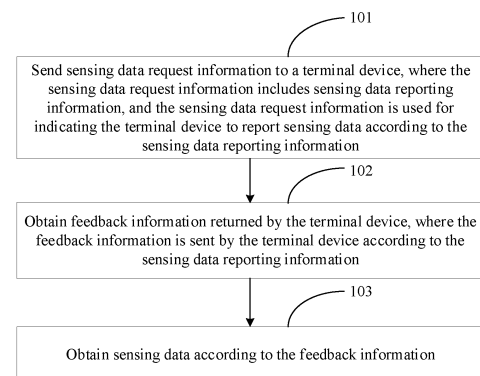 101
Send sensing data request information to a terminal device, where the
sensing data request information includes sensing data reporting
information, and the sensing data request information is used for
indicating the terminal device to report sensing data according to the
sensing data reporting information
102
Obtain feedback information returned by the terminal device, where the
feedback information is sent by the terminal device according to the
sensing data reporting information
103
Obtain sensing data according to the feedback information